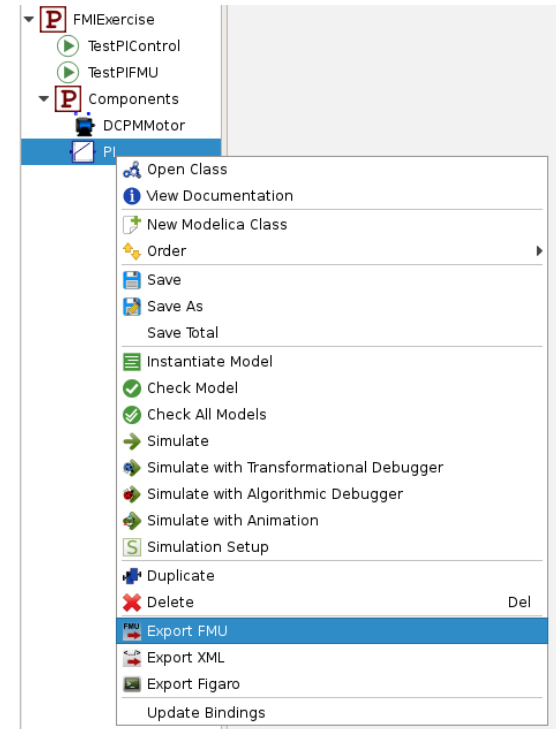 P FMIExercise
TestPIControl
TestPIFMU
P Components
DCPMMotor
PI
Open Class
i View Documentation
New Modelica Class
Order
Save
Save As
Save Total
Instantiate Model
Check Model
Check All Models
Simulate
Simulate with Transformational Debugger
Simulate with Algorithmic Debugger
Simulate with Animation
S Simulation Setup
Duplicate
Delete Del
FMU Export FMU
Export XML
Export Figaro
Update Bindings